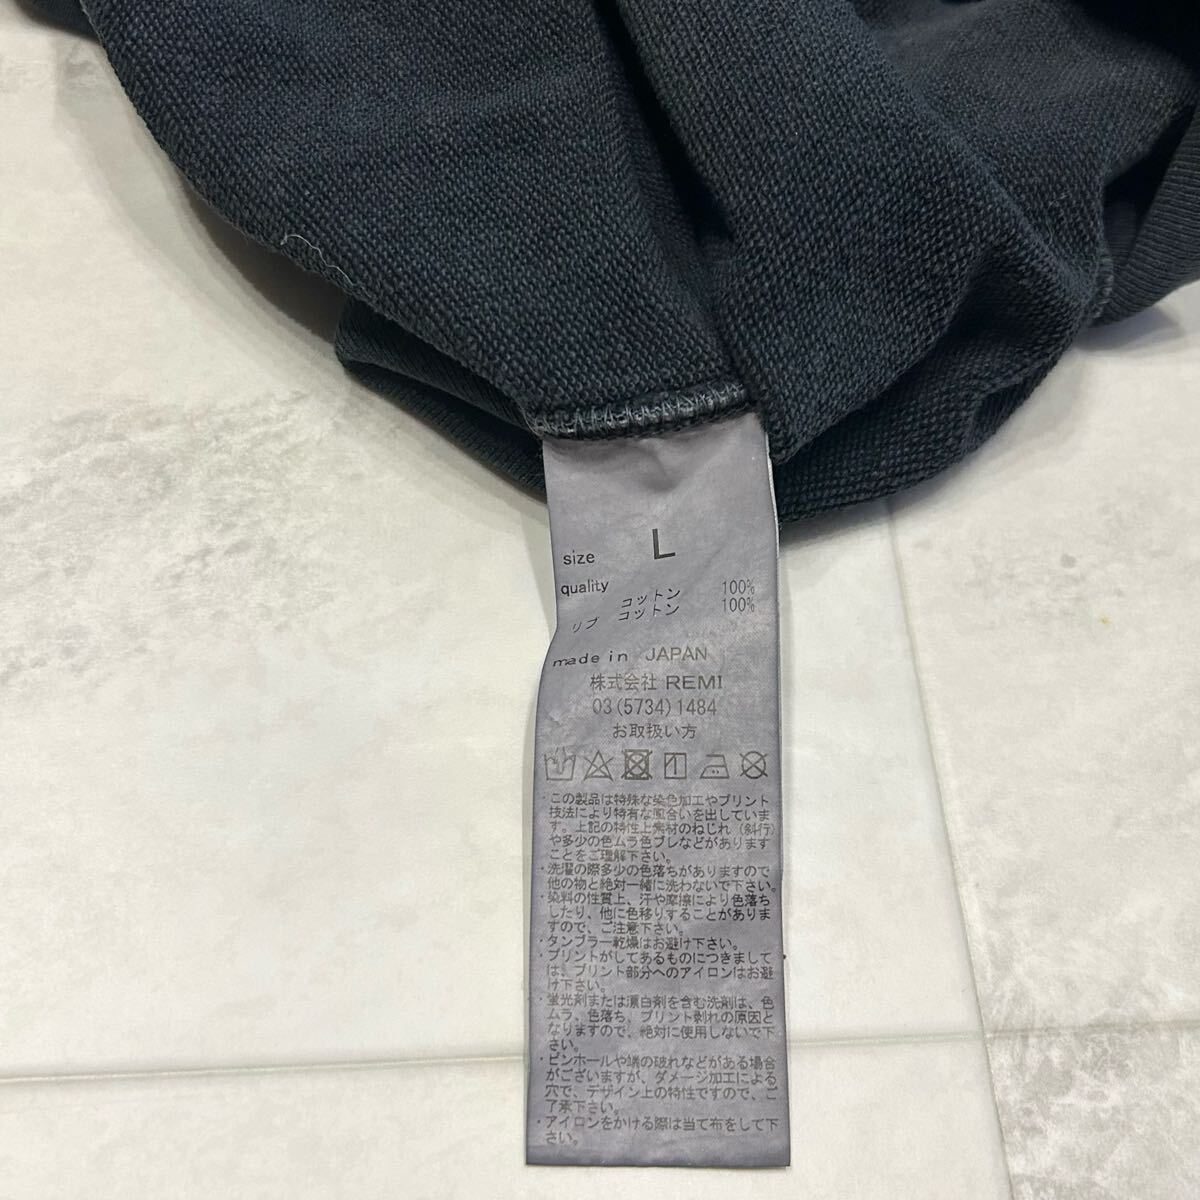 size L
quality
コットン 100%
リブ コットン 100%
made in JAPAN
株式会社 REMI
03(5734)1484
お取扱い方
・この製品は特殊な染色加工やプリント
技法により特有な風合いを出していま
す。上記の特性上素材のねじれ（斜行）
や多少の色ムラ色ブレなどがあります
ことをご理解下さい。
・洗濯の際多少の色落ちがありますので
他の物と絶対一緒に洗わないで下さい。
・染料の性質上、汗や摩擦により色落ち
したり、他に色移りすることがありま
すので、ご注意下さい。
・タンブラー乾燥はお避け下さい。
・プリントがしてあるものにつきまして
は、プリント部分へのアイロンはお避
け下さい。
・蛍光剤または漂白剤を含む洗剤は、色
ムラ、色落ち、プリント剥れの原因と
なりますので、絶対に使用しないで下
さい。
・ピンホールや端の破れなどがある場合
がございますが、ダメージ加工による
穴で、デザイン上の特性ですので、ご
了承下さい。
・アイロンをかける際は当て布をして下
さい。